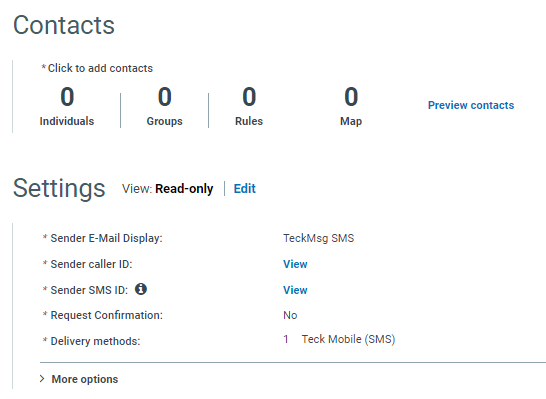 Contacts
* Click to add contacts
0 0 0 0
Individuals Groups Rules Map Preview contacts
Settings View: Read-only Edit
* Sender E-Mail Display: TeckMsg SMS
* Sender caller ID: View
* Sender SMS ID: View
* Request Confirmation: No
* Delivery methods: 1 Teck Mobile (SMS)
More options